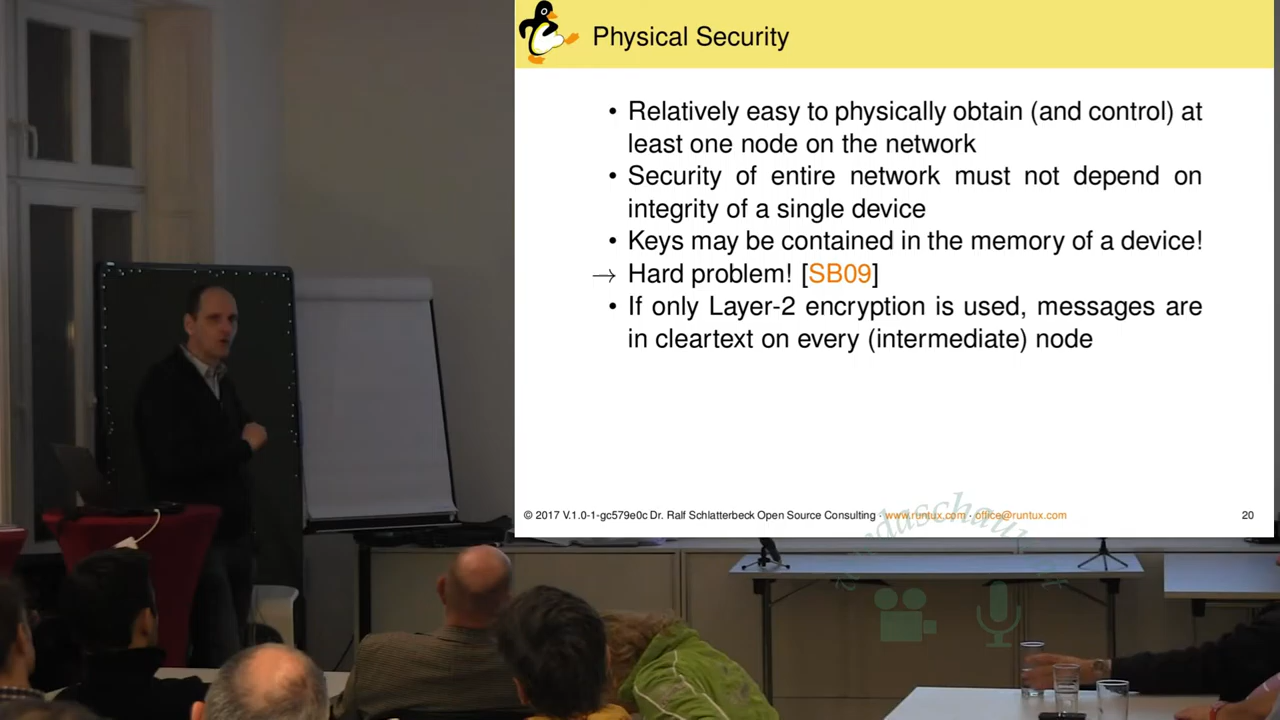 Physical Security
• Relatively easy to physically obtain (and control) at
least one node on the network
• Security of entire network must not depend on
integrity of a single device
• Keys may be contained in the memory of a device!
→ Hard problem! [SB09]
• If only Layer-2 encryption is used, messages are
in cleartext on every (intermediate) node
© 2017 V.1.0-1-gc579e0c Dr. Ralf Schlatterbeck Open Source Consulting · www.runtux.com · office@runtux.com 20